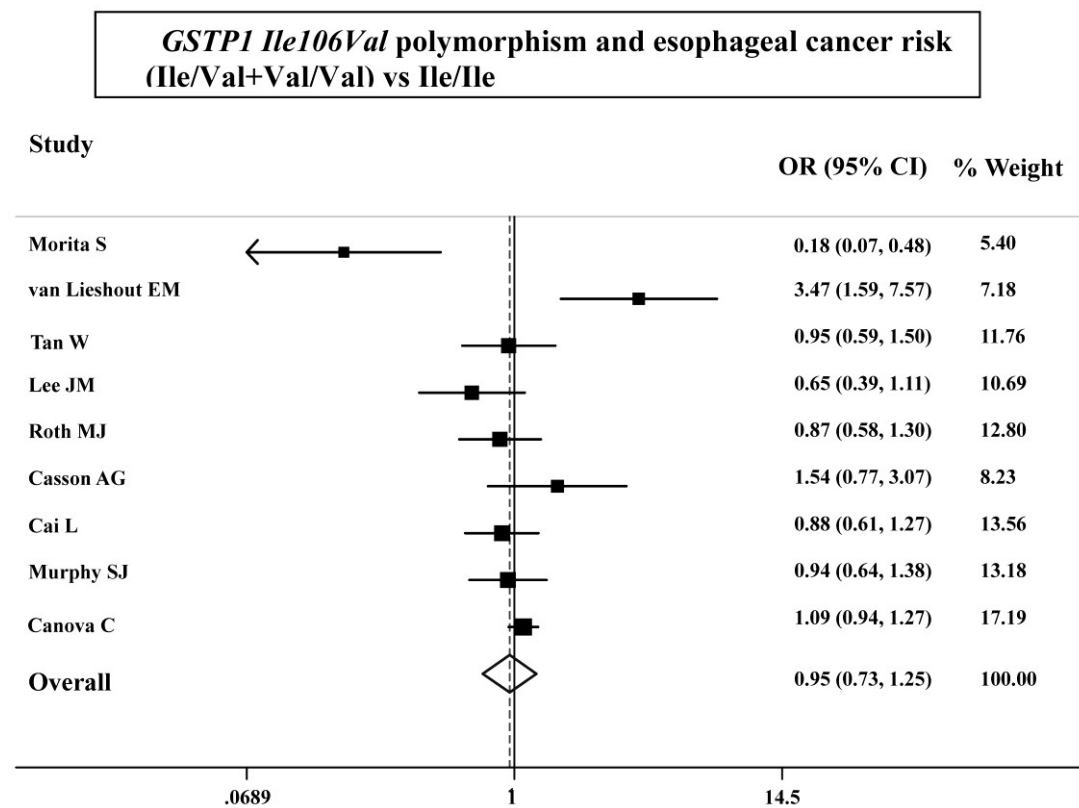 GSTP1 Ile106Val polymorphism and esophageal cancer risk
(Ile/Val+Val/Val) vs Ile/Ile
Study
OR (95% CI) % Weight
Morita S 0.18 (0.07, 0.48) 5.40
van Lieshout EM 3.47 (1.59, 7.57) 7.18
Tan W 0.95 (0.59, 1.50) 11.76
Lee JM 0.65 (0.39, 1.11) 10.69
Roth MJ 0.87 (0.58, 1.30) 12.80
Casson AG 1.54 (0.77, 3.07) 8.23
Cai L 0.88 (0.61, 1.27) 13.56
Murphy SJ 0.94 (0.64, 1.38) 13.18
Canova C 1.09 (0.94, 1.27) 17.19
Overall 0.95 (0.73, 1.25) 100.00
.0689 1 14.5